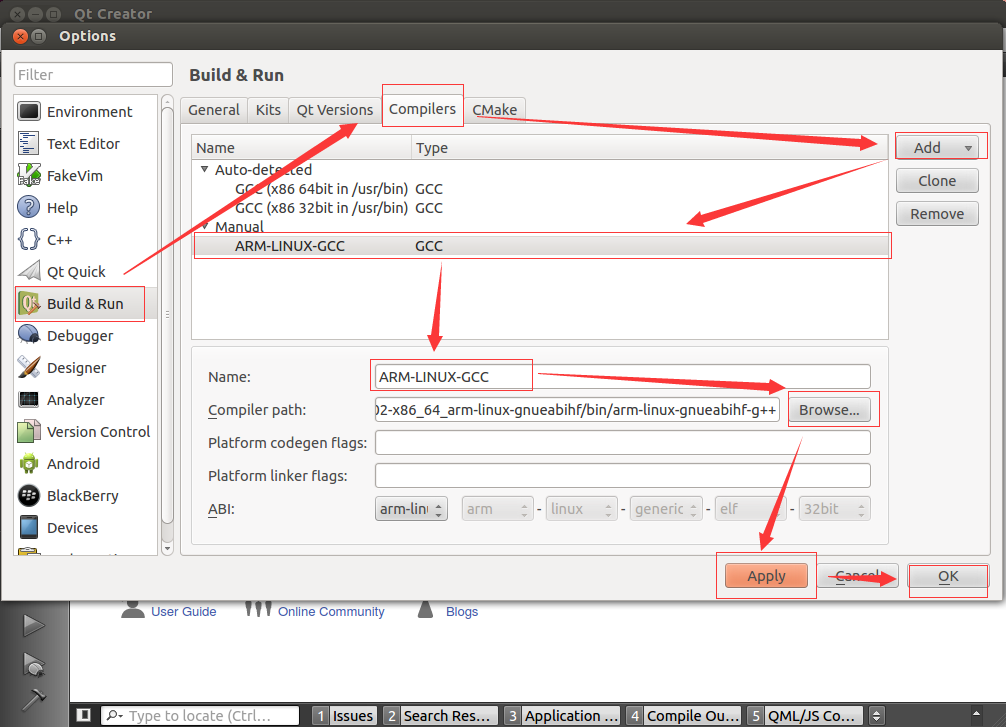 Qt Creator
Options
Filter
Environment
Text Editor
FakeVim
Help
C++
Qt Quick
Build & Run
Debugger
Designer
Analyzer
Version Control
Android
BlackBerry
Devices
Build & Run
General Kits Qt Versions Compilers CMake
Name Type
Auto-detected
GCC (x86 64bit in /usr/bin) GCC
GCC (x86 32bit in /usr/bin) GCC
Manual
ARM-LINUX-GCC GCC
Add
Clone
Remove
Name: ARM-LINUX-GCC
Compiler path: 02-x86_64_arm-linux-gnueabihf/bin/arm-linux-gnueabihf-g++ Browse...
Platform codegen flags:
Platform linker flags:
ABI: arm-linu arm - linux - generic - elf - 32bit
Apply Cancel OK
User Guide Online Community Blogs
Type to locate (Ctrl... 1 Issues 2 Search Res... 3 Application ... 4 Compile Ou... 5 QML/JS Co...